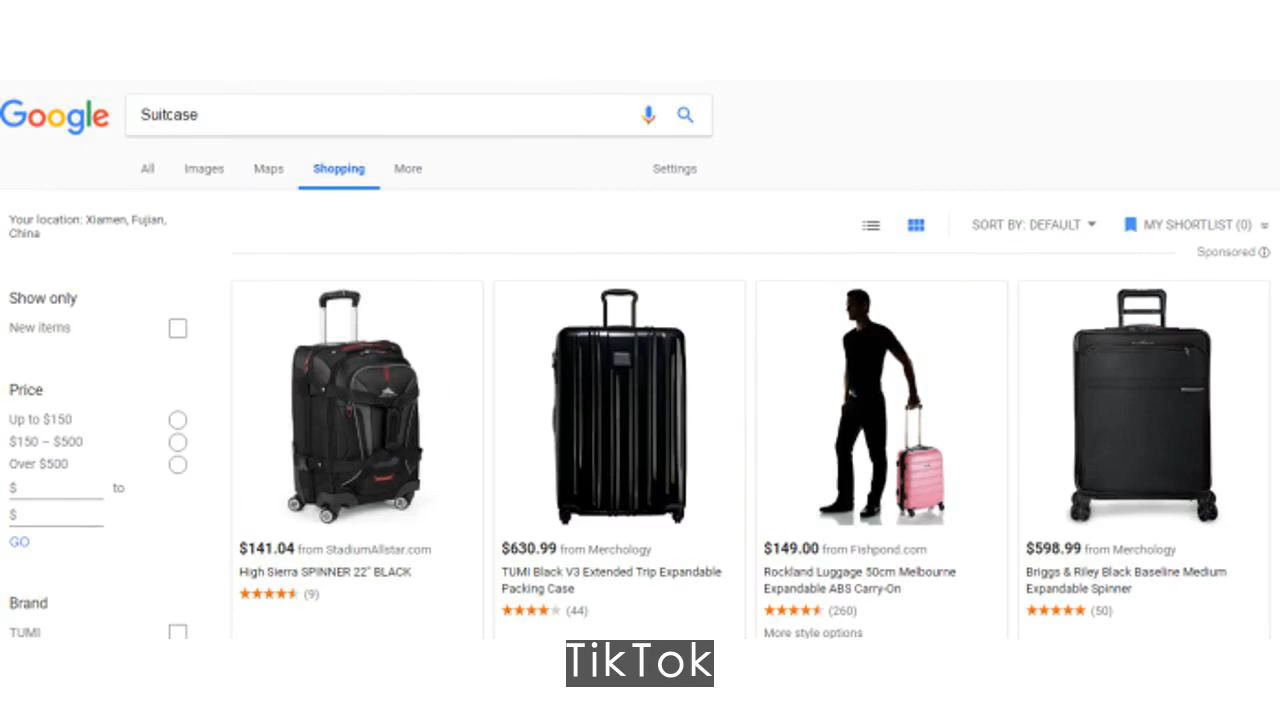 Google
Suitcase
All Images Maps Shopping More Settings
Your location: Xiamen, Fujian,
China
SORT BY: DEFAULT
MY SHORTLIST (0)
Sponsored
Show only
New items
Price
Up to $150
$150 – $500
Over $500
$ to
$
GO
Brand
TUMI
$141.04 from StadiumAllstar.com
High Sierra SPINNER 22" BLACK
(9)
$630.99 from Merchology
TUMI Black V3 Extended Trip Expandable
Packing Case
(44)
$149.00 from Fishpond.com
Rockland Luggage 50cm Melbourne
Expandable ABS Carry-On
(260)
More style options
$598.99 from Merchology
Briggs & Riley Black Baseline Medium
Expandable Spinner
(50)
TikTok